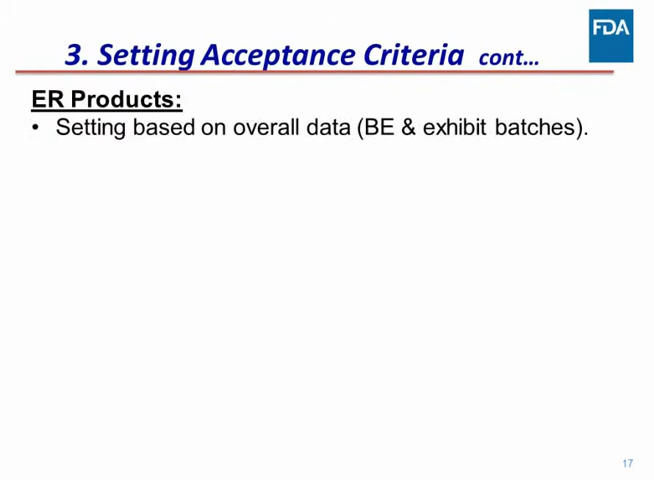 FDA
3. Setting Acceptance Criteria cont...
ER Products:
• Setting based on overall data (BE & exhibit batches).
17